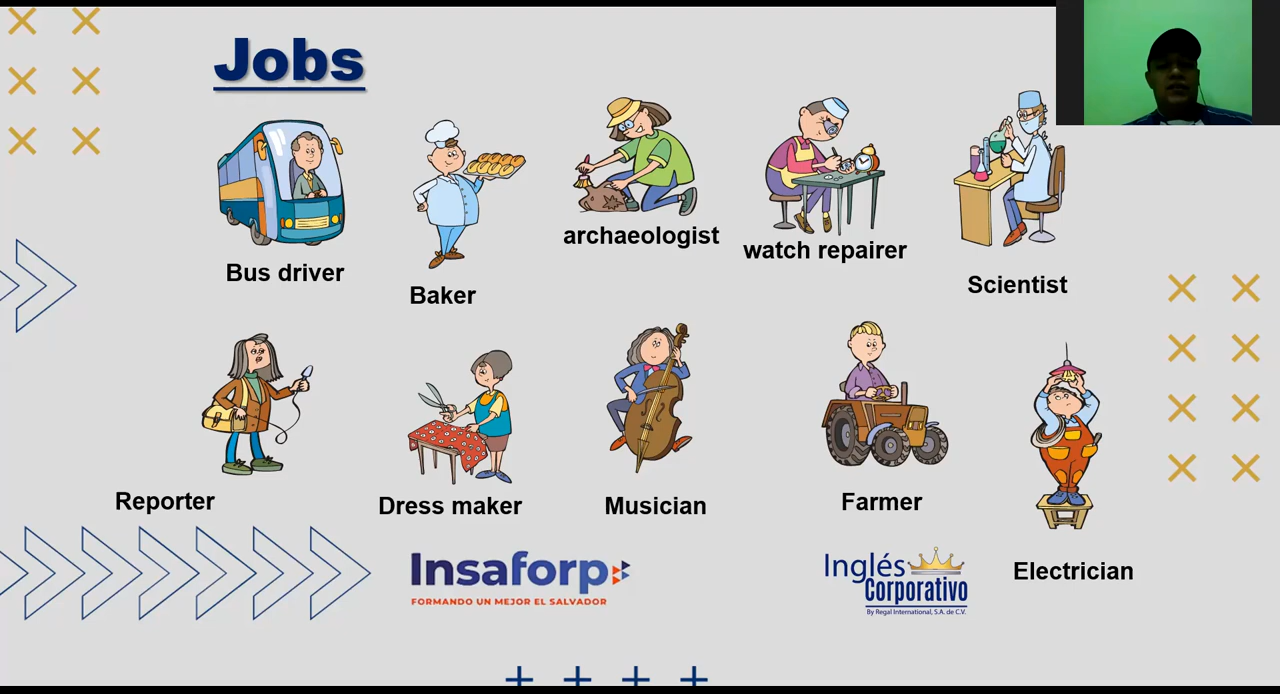 Jobs
Bus driver
Baker
archaeologist
watch repairer
Scientist
Reporter
Dress maker
Musician
Farmer
Electrician
Insaforp
FORMANDO UN MEJOR EL SALVADOR
Inglés
Corporativo
By Regal International, S.A. de C.V.